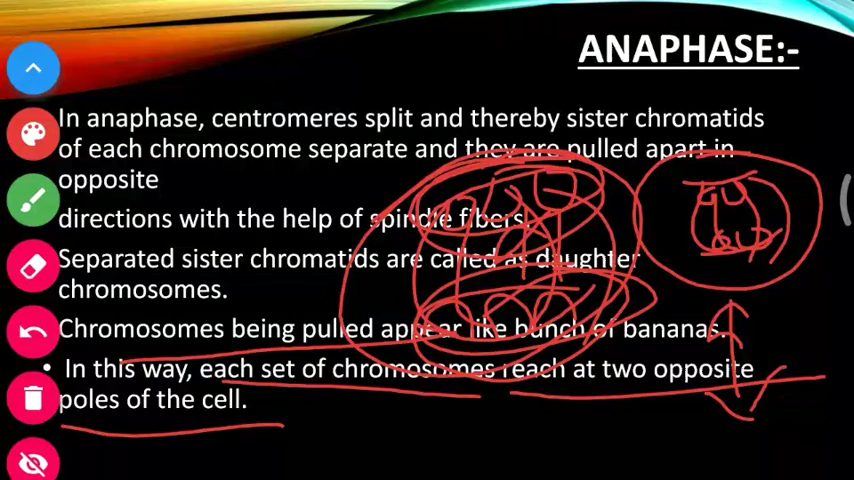 ANAPHASE:-
In anaphase, centromeres split and thereby sister chromatids
of each chromosome separate and they are pulled apart in
opposite
directions with the help of spindle fibers.
Separated sister chromatids are called as daughter
chromosomes.
Chromosomes being pulled appear like bunch of bananas.
• In this way, each set of chromosomes reach at two opposite
poles of the cell.